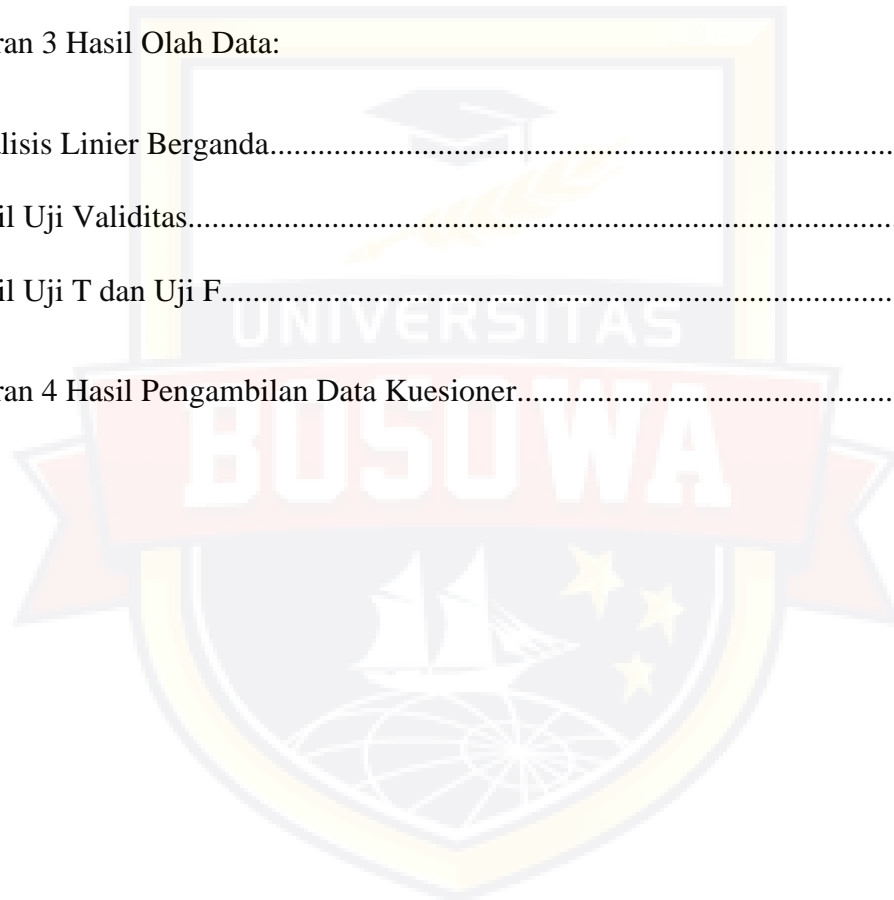 ran 3 Hasil Olah Data:
lisis Linier Berganda...............................................................................
il Uji Validitas.........................................................................................
il Uji T dan Uji F....................................................................................
UNIVERSITAS
ran 4 Hasil Pengambilan Data Kuesioner...............................................
BOSOWA